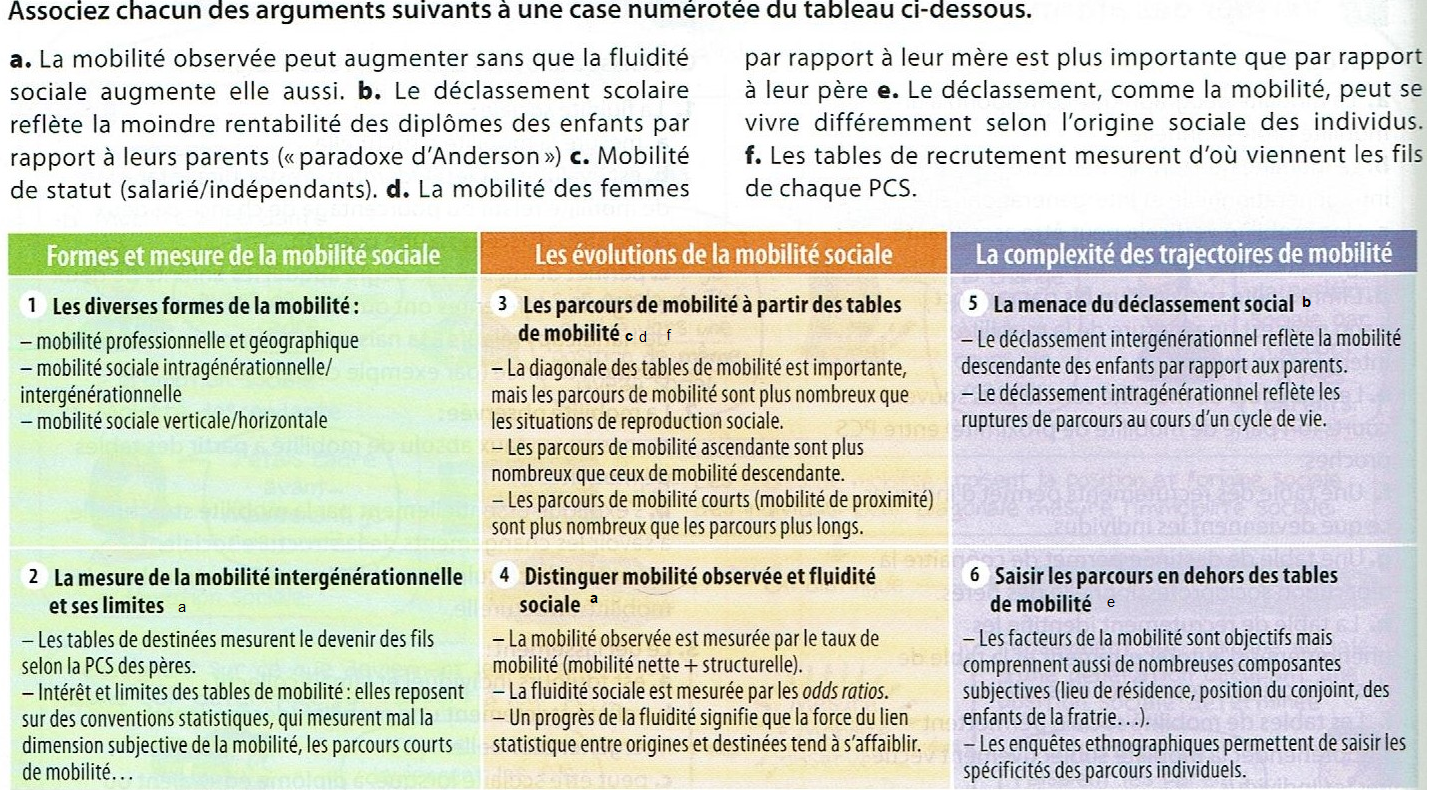 Associez chacun des arguments suivants à une case numérotée du tableau ci-dessous.
a. La mobilité observée peut augmenter sans que la fluidité
sociale augmente elle aussi. b. Le déclassement scolaire
reflète la moindre rentabilité des diplômes des enfants par
rapport à leurs parents (« paradoxe d'Anderson ») c. Mobilité
de statut (salarié/indépendants). d. La mobilité des femmes
par rapport à leur mère est plus importante que par rapport
à leur père e. Le déclassement, comme la mobilité, peut se
vivre différemment selon l'origine sociale des individus.
f. Les tables de recrutement mesurent d'où viennent les fils
de chaque PCS.
Formes et mesure de la mobilité sociale
1 Les diverses formes de la mobilité :
– mobilité professionnelle et géographique
– mobilité sociale intragénérationnelle/
intergénérationnelle
– mobilité sociale verticale/horizontale
2 La mesure de la mobilité intergénérationnelle
et ses limites a
– Les tables de destinées mesurent le devenir des fils
selon la PCS des pères.
– Intérêt et limites des tables de mobilité : elles reposent
sur des conventions statistiques, qui mesurent mal la
dimension subjective de la mobilité, les parcours courts
de mobilité…
Les évolutions de la mobilité sociale
3 Les parcours de mobilité à partir des tables
de mobilité c d f
– La diagonale des tables de mobilité est importante,
mais les parcours de mobilité sont plus nombreux que
les situations de reproduction sociale.
– Les parcours de mobilité ascendante sont plus
nombreux que ceux de mobilité descendante.
– Les parcours de mobilité courts (mobilité de proximité)
sont plus nombreux que les parcours plus longs.
4 Distinguer mobilité observée et fluidité
sociale a
– La mobilité observée est mesurée par le taux de
mobilité (mobilité nette + structurelle).
– La fluidité sociale est mesurée par les odds ratios.
– Un progrès de la fluidité signifie que la force du lien
statistique entre origines et destinées tend à s'affaiblir.
La complexité des trajectoires de mobilité
5 La menace du déclassement social b
– Le déclassement intergénérationnel reflète la mobilité
descendante des enfants par rapport aux parents.
– Le déclassement intragénérationnel reflète les
ruptures de parcours au cours d'un cycle de vie.
6 Saisir les parcours en dehors des tables
de mobilité e
– Les facteurs de la mobilité sont objectifs mais
comprennent aussi de nombreuses composantes
subjectives (lieu de résidence, position du conjoint, des
enfants de la fratrie…).
– Les enquêtes ethnographiques permettent de saisir les
spécificités des parcours individuels.